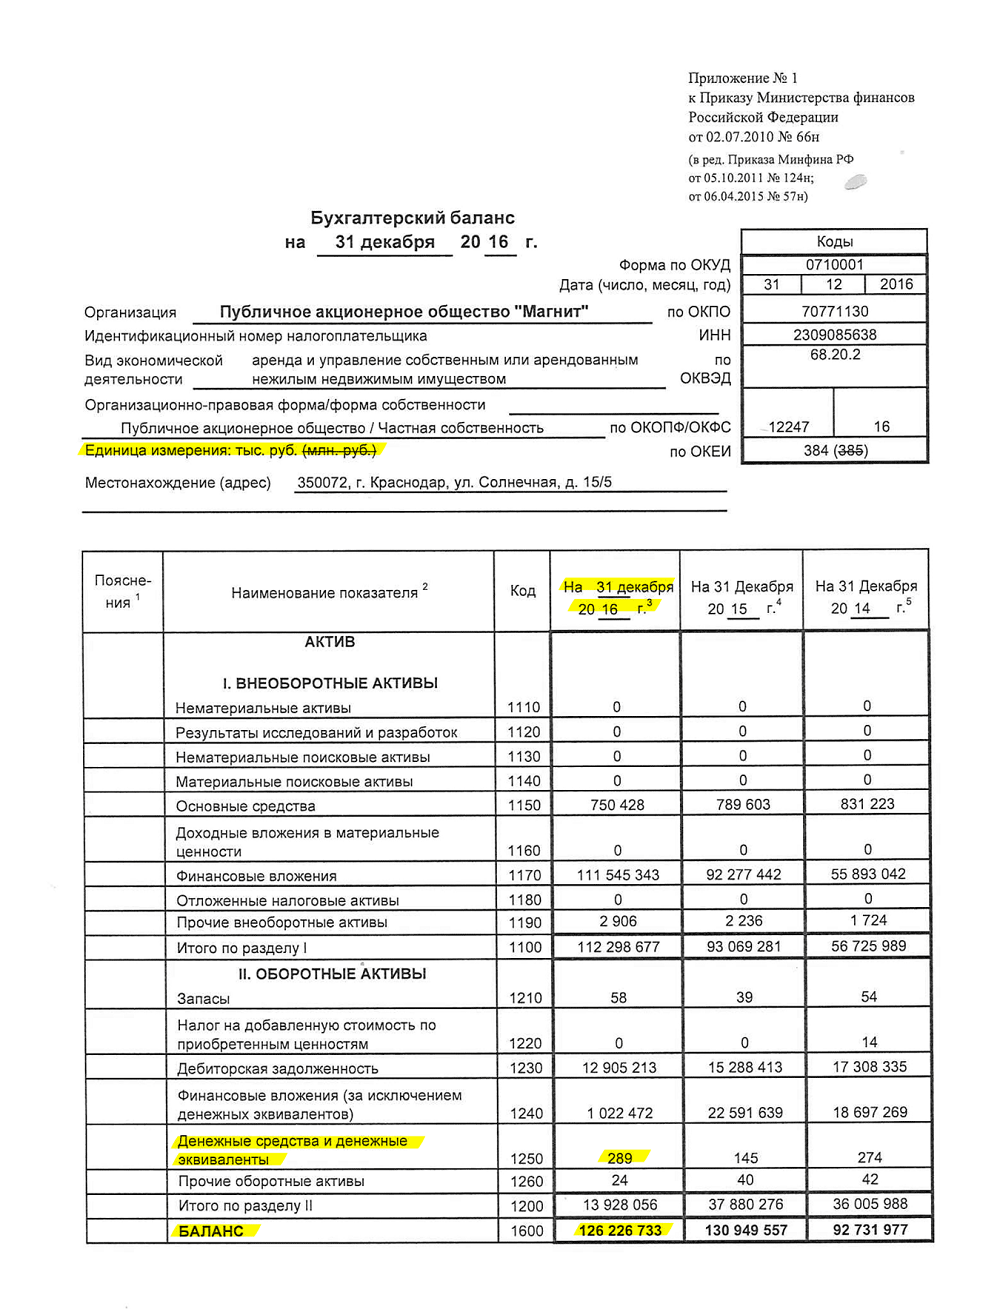 Приложение № 1
к Приказу Министерства финансов
Российской Федерации
от 02.07.2010 № 66н
(в ред. Приказа Минфина РФ
от 05.10.2011 № 124н;
от 06.04.2015 № 57н)
Бухгалтерский баланс
на 31 декабря 20 16 г.
Коды
Форма по ОКУД 0710001
Дата (число, месяц, год) 31 12 2016
Организация Публичное акционерное общество "Магнит" по ОКПО 70771130
Идентификационный номер налогоплательщика ИНН 2309085638
Вид экономической аренда и управление собственным или арендованным по 68.20.2
деятельности нежилым недвижимым имуществом ОКВЭД
Организационно-правовая форма/форма собственности
Публичное акционерное общество / Частная собственность по ОКОПФ/ОКФС 12247 16
Единица измерения: тыс. руб. (млн. руб.) по ОКЕИ 384 (385)
Местонахождение (адрес) 350072, г. Краснодар, ул. Солнечная, д. 15/5
Поясне- На 31 декабря На 31 Декабря На 31 Декабря
ния 1 Наименование показателя 2 Код 20 16 г.3 20 15 г.4 20 14 г.5
АКТИВ
I. ВНЕОБОРОТНЫЕ АКТИВЫ
Нематериальные активы 1110 0 0 0
Результаты исследований и разработок 1120 0 0 0
Нематериальные поисковые активы 1130 0 0 0
Материальные поисковые активы 1140 0 0 0
Основные средства 1150 750 428 789 603 831 223
Доходные вложения в материальные
ценности 1160 0 0 0
Финансовые вложения 1170 111 545 343 92 277 442 55 893 042
Отложенные налоговые активы 1180 0 0 0
Прочие внеоборотные активы 1190 2 906 2 236 1 724
Итого по разделу I 1100 112 298 677 93 069 281 56 725 989
II. ОБОРОТНЫЕ АКТИВЫ
Запасы 1210 58 39 54
Налог на добавленную стоимость по
приобретенным ценностям 1220 0 0 14
Дебиторская задолженность 1230 12 905 213 15 288 413 17 308 335
Финансовые вложения (за исключением
денежных эквивалентов) 1240 1 022 472 22 591 639 18 697 269
Денежные средства и денежные
эквиваленты 1250 289 145 274
Прочие оборотные активы 1260 24 40 42
Итого по разделу II 1200 13 928 056 37 880 276 36 005 988
БАЛАНС 1600 126 226 733 130 949 557 92 731 977